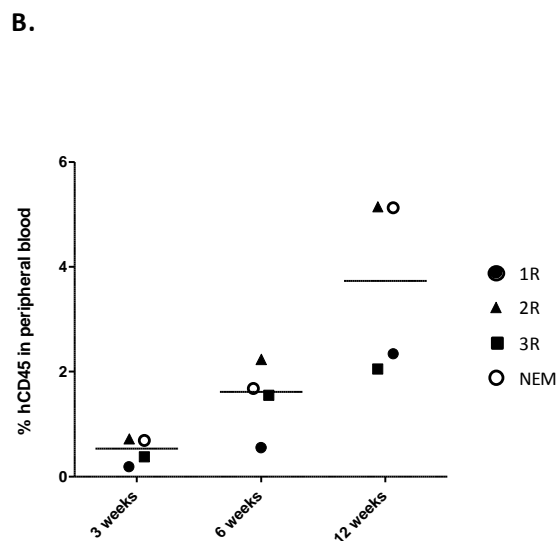 B.
% hCD45 in peripheral blood
6
4
2
0
3 weeks
6 weeks
12 weeks
1R
2R
3R
NEM